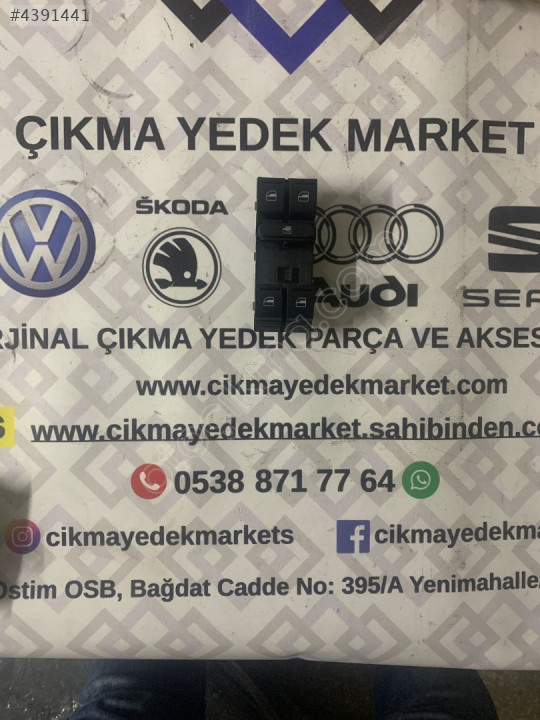 #4391441
ÇIKMA YEDEK MARKET
ŠKODA
AUDI
RJİNAL ÇIKMA YEDEK PARÇA VE AKSES
www.cikmayedekmarket.com
www.cikmayedekmarket.sahibinden.co
0538 871 77 64
cikmayedekmarkets
cikmayedekma
Ostim OSB, Bağdat Cadde No: 395/A Yenimahalle/